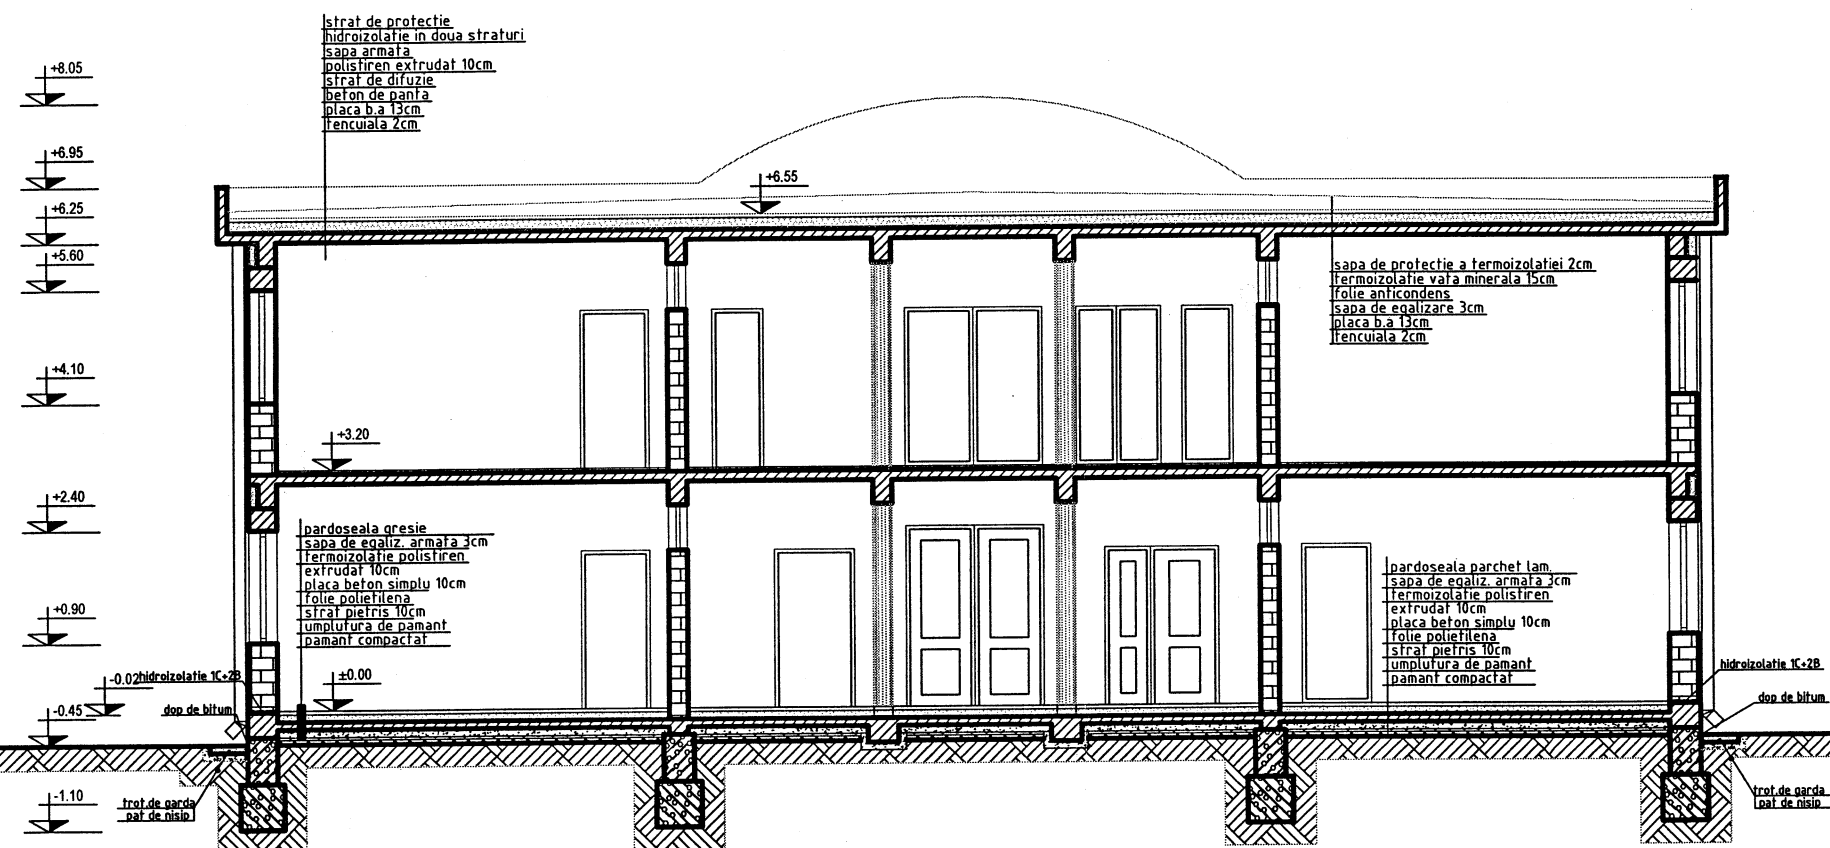 strat de protectie
hidroizolatie in doua straturi
sapa armata
polistiren extrudat 10cm
strat de difuzie
beton de panta
placa b.a 13cm
tencuiala 2cm
+8.05
+6.95
+6.25
+5.60
+4.10
+2.40
+0.90
-0.02
-0.45
-1.10
+6.55
sapa de protectie a termoizolatiei 2cm
termoizolatie vata minerala 15cm
folie anticondens
sapa de egalizare 3cm
placa b.a 13cm
tencuiala 2cm
+3.20
pardoseala gresie
sapa de egaliz. armata 3cm
termoizolatie polistiren
extrudat 10cm
placa beton simplu 10cm
folie polietilena
strat pietris 10cm
umplutura de pamant
pamant compactat
pardoseala parchet lam.
sapa de egaliz. armata 3cm
termoizolatie polistiren
extrudat 10cm
placa beton simplu 10cm
folie polietilena
strat pietris 10cm
umplutura de pamant
pamant compactat
±0.00
hidroizolatie 1C+2B
dop de bitum
trot.de garda
pat de nisip
hidroizolatie 1C+2B
dop de bitum
trot.de garda
pat de nisip